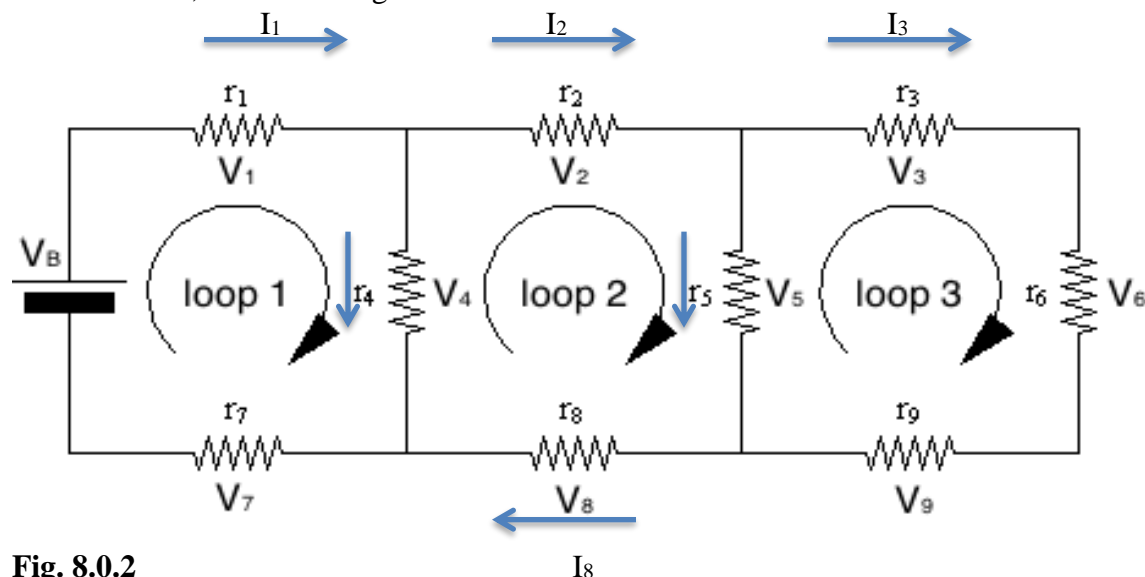 I₁ I₂ I₃
r₁ r₂ r₃
V₁ V₂ V₃
V_B loop 1 r₄ V₄ loop 2 r₅ V₅ loop 3 r₆ V₆
r₇ r₈ r₉
V₇ V₈ V₉
Fig. 8.0.2 I₈